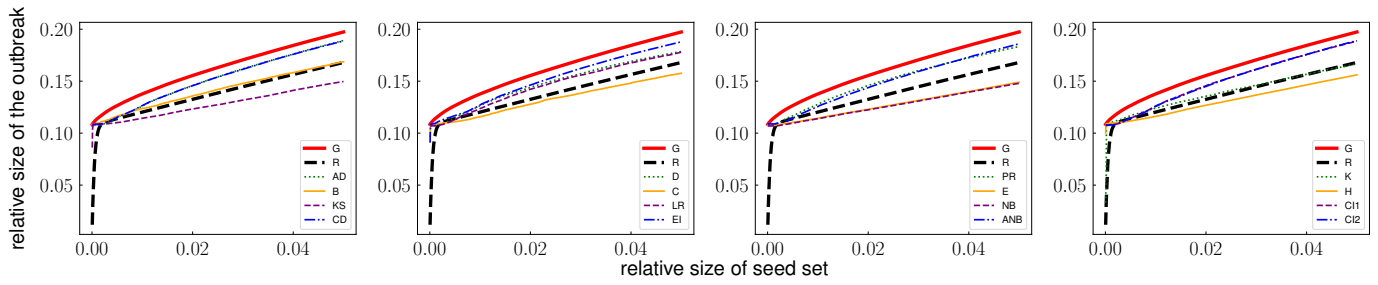 relative size of the outbreak
0.20
0.15
0.10
0.05
0.00
0.02
0.04
G
R
AD
B
KS
CD
0.20
0.15
0.10
0.05
0.00
0.02
0.04
G
R
D
C
LR
EI
0.20
0.15
0.10
0.05
0.00
0.02
0.04
G
R
PR
E
NB
ANB
0.20
0.15
0.10
0.05
0.00
0.02
0.04
G
R
K
H
CI1
CI2
relative size of seed set